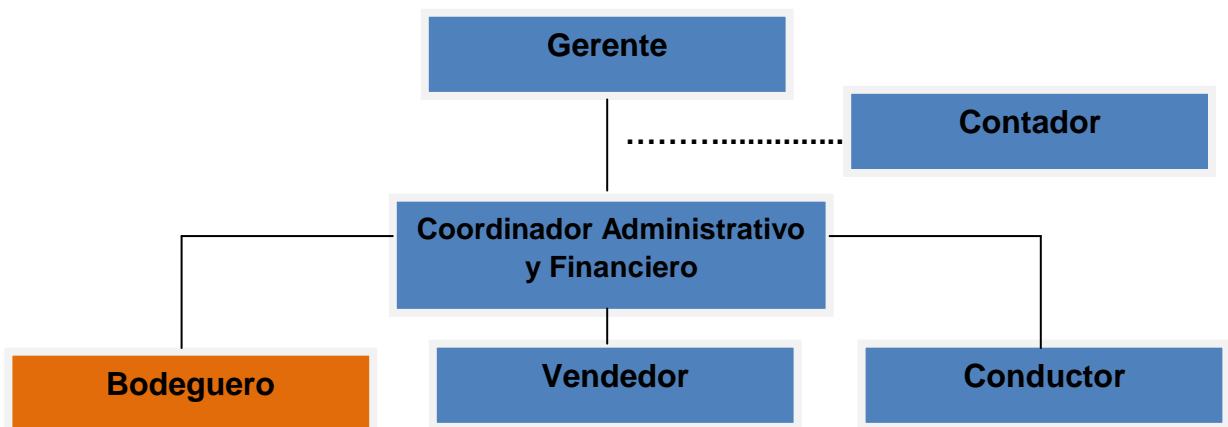 Gerente
Contador
Coordinador Administrativo
y Financiero
Bodeguero
Vendedor
Conductor